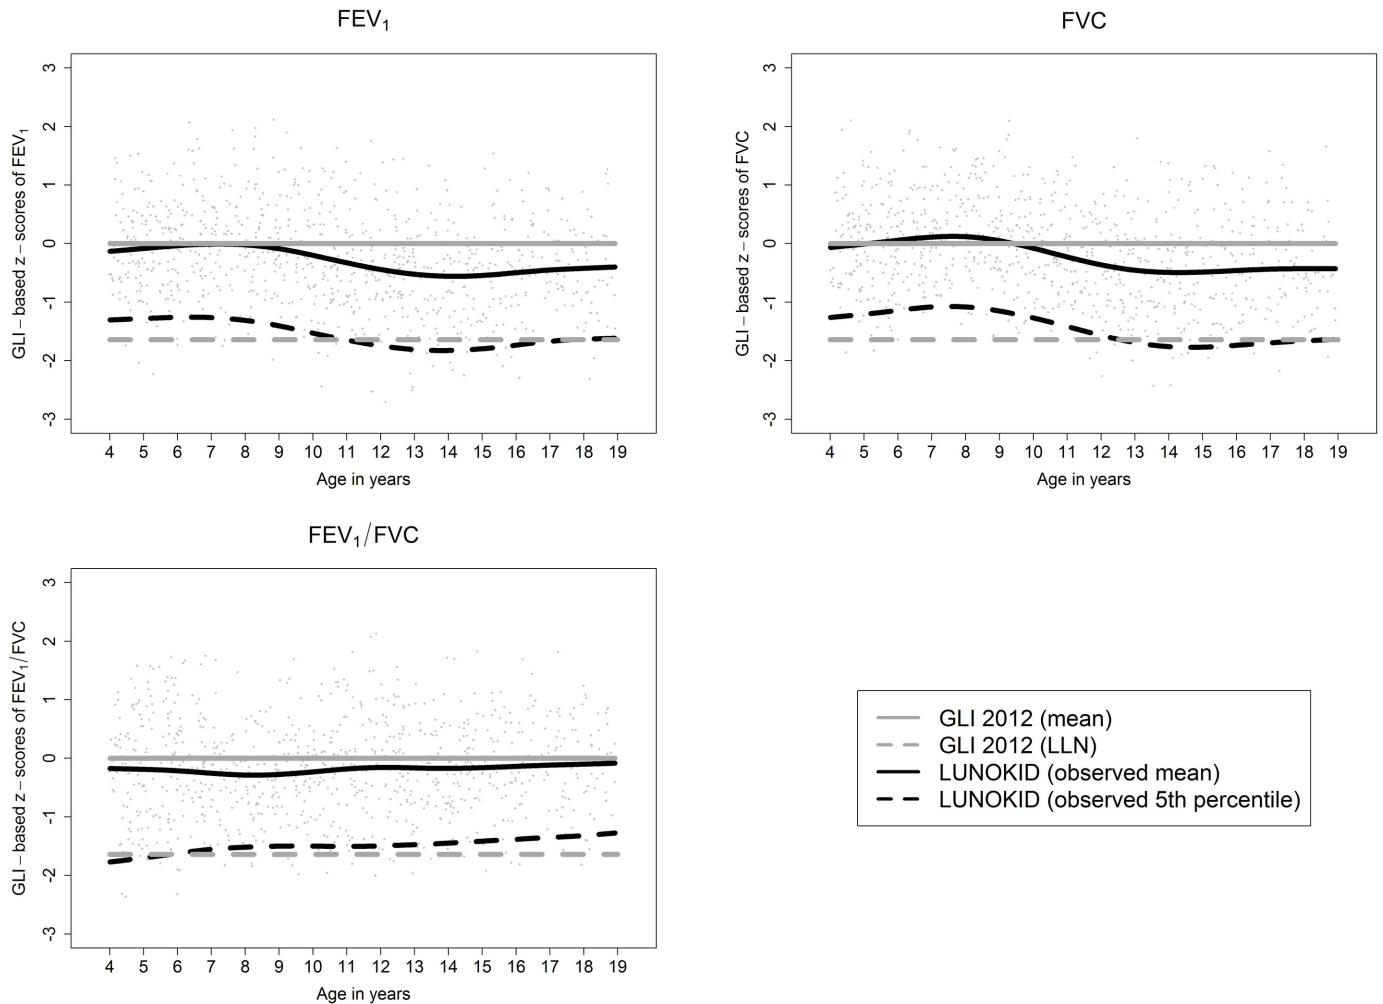 FEV₁
GLI – based z – scores of FEV₁
3
2
1
0
-1
-2
-3
4 5 6 7 8 9 10 11 12 13 14 15 16 17 18 19
Age in years
FVC
GLI – based z – scores of FVC
3
2
1
0
-1
-2
-3
4 5 6 7 8 9 10 11 12 13 14 15 16 17 18 19
Age in years
FEV₁/FVC
GLI – based z – scores of FEV₁/FVC
3
2
1
0
-1
-2
-3
4 5 6 7 8 9 10 11 12 13 14 15 16 17 18 19
Age in years
GLI 2012 (mean)
GLI 2012 (LLN)
LUNOKID (observed mean)
LUNOKID (observed 5th percentile)